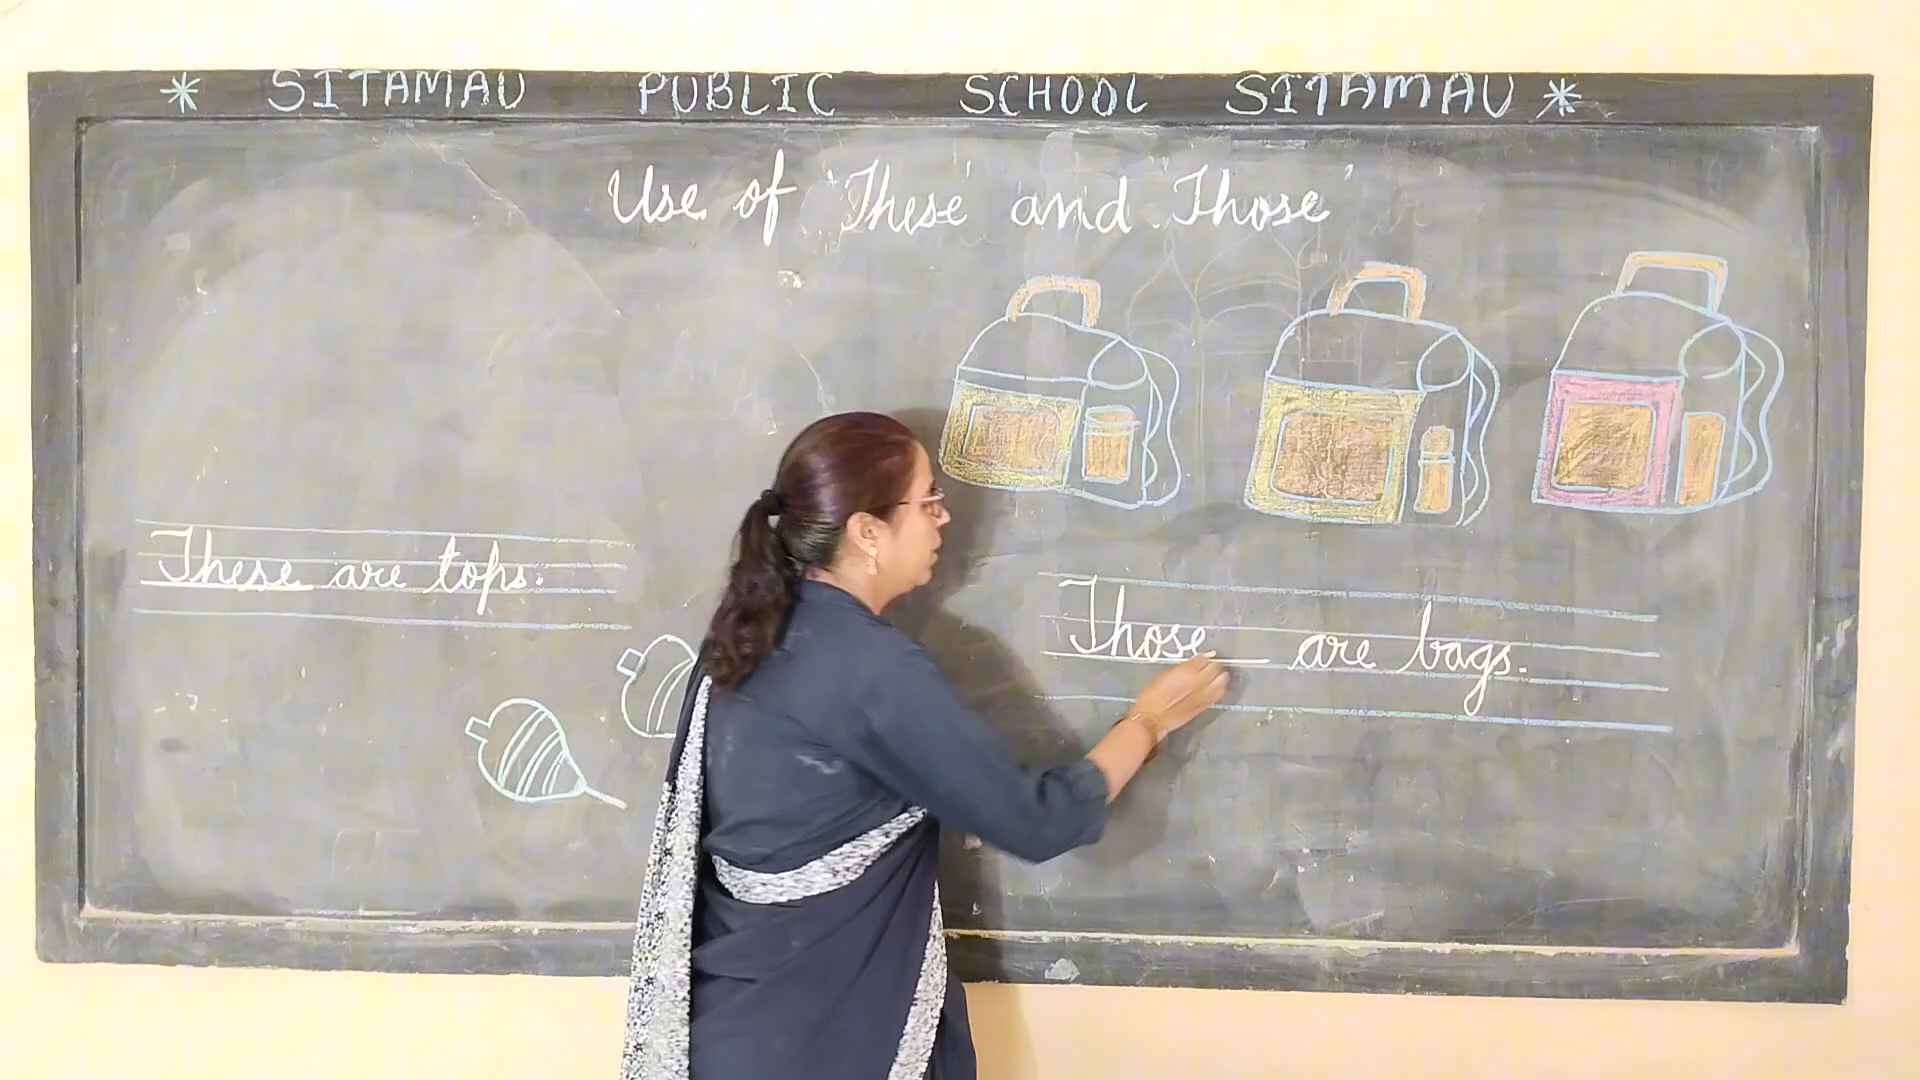 * SITAMAU PUBLIC SCHOOL SITAMAU *
Use of 'These' and 'Those'
These are tops.
Those are bags.